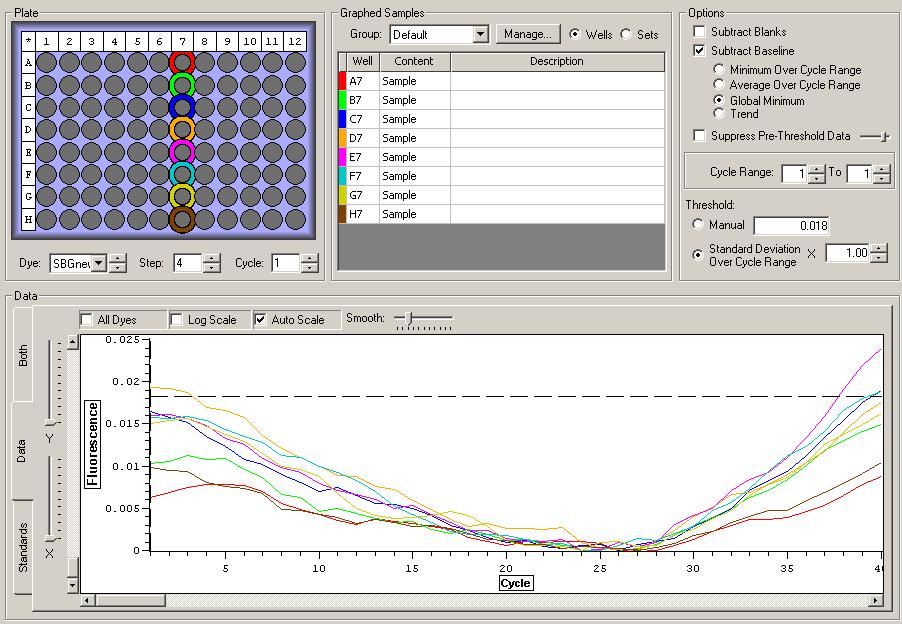 Plate
* 1 2 3 4 5 6 7 8 9 10 11 12
A
B
C
D
E
F
G
H
Dye: SBGnew Step: 4 Cycle: 1
Graphed Samples
Group: Default Manage... Wells Sets
Well Content Description
A7 Sample
B7 Sample
C7 Sample
D7 Sample
E7 Sample
F7 Sample
G7 Sample
H7 Sample
Options
Subtract Blanks
Subtract Baseline
Minimum Over Cycle Range
Average Over Cycle Range
Global Minimum
Trend
Suppress Pre-Threshold Data
Cycle Range: 1 To 1
Threshold:
Manual 0.018
Standard Deviation
Over Cycle Range X 1.00
Data
All Dyes Log Scale Auto Scale Smooth:
Both
Data
Standards
Y
X
Fluorescence
0.025
0.02
0.015
0.01
0.005
0
5 10 15 20 25 30 35 40
Cycle